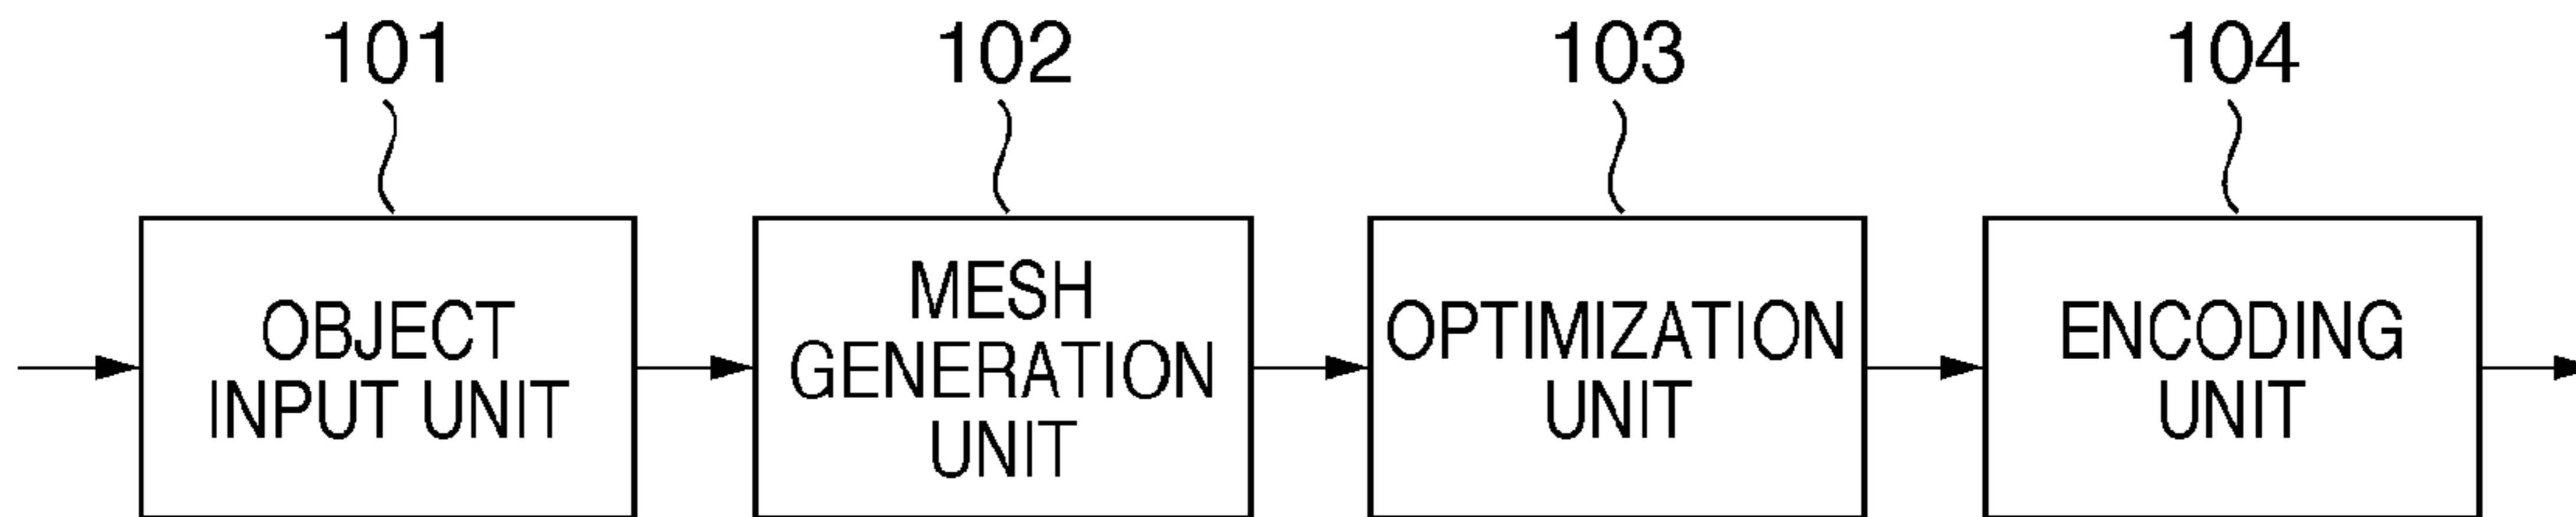 101
102
103
104
OBJECT
INPUT UNIT
MESH
GENERATION
UNIT
OPTIMIZATION
UNIT
ENCODING
UNIT